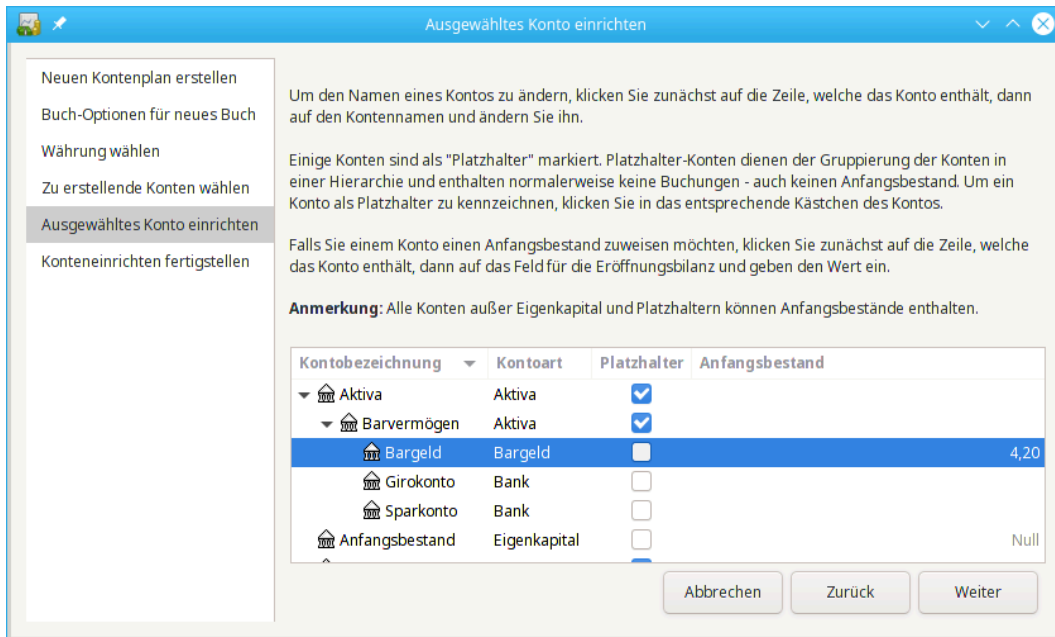 Ausgewähltes Konto einrichten
Neuen Kontenplan erstellen
Buch-Optionen für neues Buch
Währung wählen
Zu erstellende Konten wählen
Ausgewähltes Konto einrichten
Konteneinrichten fertigstellen
Um den Namen eines Kontos zu ändern, klicken Sie zunächst auf die Zeile, welche das Konto enthält, dann
auf den Kontennamen und ändern Sie ihn.
Einige Konten sind als "Platzhalter" markiert. Platzhalter-Konten dienen der Gruppierung der Konten in
einer Hierarchie und enthalten normalerweise keine Buchungen - auch keinen Anfangsbestand. Um ein
Konto als Platzhalter zu kennzeichnen, klicken Sie in das entsprechende Kästchen des Kontos.
Falls Sie einem Konto einen Anfangsbestand zuweisen möchten, klicken Sie zunächst auf die Zeile, welche
das Konto enthält, dann auf das Feld für die Eröffnungsbilanz und geben den Wert ein.
Anmerkung: Alle Konten außer Eigenkapital und Platzhaltern können Anfangsbestände enthalten.
Kontobezeichnung Kontoart Platzhalter Anfangsbestand
Aktiva Aktiva
Barvermögen Aktiva
Bargeld Bargeld 4,20
Girokonto Bank
Sparkonto Bank
Anfangsbestand Eigenkapital Null
Abbrechen Zurück Weiter